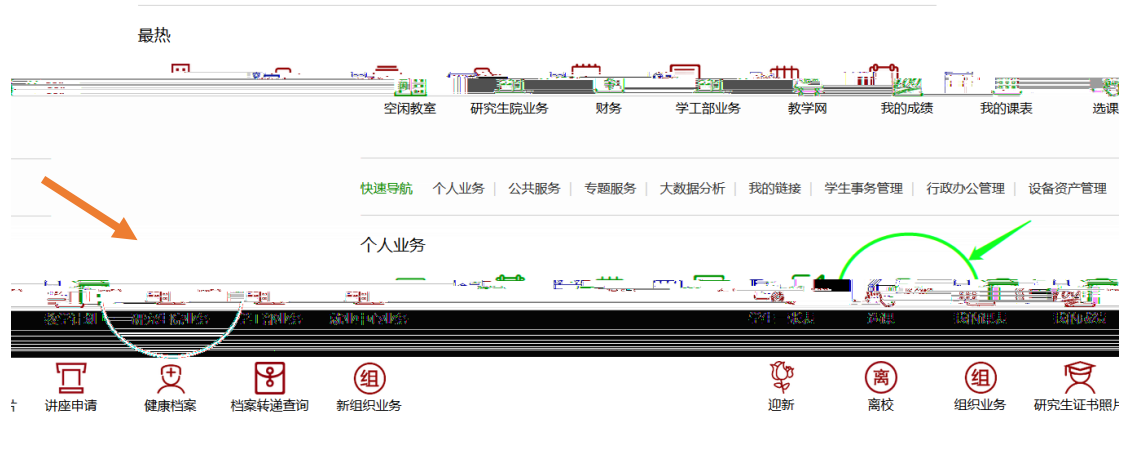 最热
空闲教室 研究生院业务 财务 学工部业务 教学网 我的成绩 我的课表 选课
快速导航 个人业务 | 公共服务 | 专题服务 | 大数据分析 | 我的链接 | 学生事务管理 | 行政办公管理 | 设备资产管理
个人业务
组 离 组
讲座申请 健康档案 档案转递查询 新组织业务 迎新 离校 组织业务 研究生证书照片